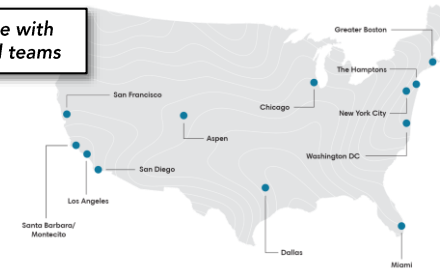 e with
l teams
Greater Boston
The Hamptons
San Francisco
Chicago
New York City
Aspen
Washington DC
San Diego
Los Angeles
Santa Barbara/
Montecito
Dallas
Miami